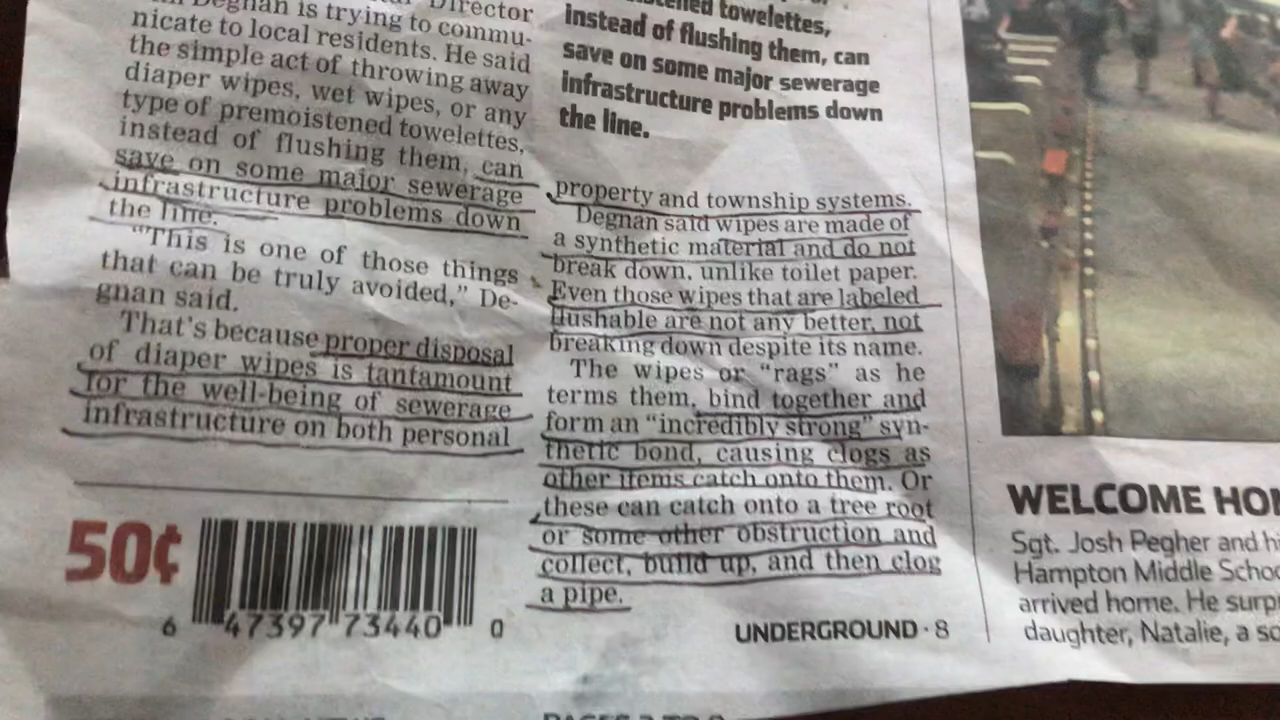 Director
Degnan is trying to commu-
nicate to local residents. He said
the simple act of throwing away
diaper wipes, wet wipes, or any
type of premoistened towelettes,
instead of flushing them, can
save on some major sewerage
infrastructure problems down
the line.
"This is one of those things
that can be truly avoided," De-
gnan said.
That's because proper disposal
of diaper wipes is tantamount
for the well-being of sewerage
infrastructure on both personal
50¢
6 47397 73440 0
towelettes,
instead of flushing them, can
save on some major sewerage
infrastructure problems down
the line.
property and township systems.
Degnan said wipes are made of
a synthetic material and do not
break down, unlike toilet paper.
Even those wipes that are labeled
flushable are not any better, not
breaking down despite its name.
The wipes or "rags" as he
terms them, bind together and
form an "incredibly strong" syn-
thetic bond, causing clogs as
other items catch onto them. Or
these can catch onto a tree root
or some other obstruction and
collect, build up, and then clog
a pipe.
UNDERGROUND · 8
WELCOME
Sgt. Josh Pegher and
Hampton Middle
arrived home. He
daughter, Natalie, a